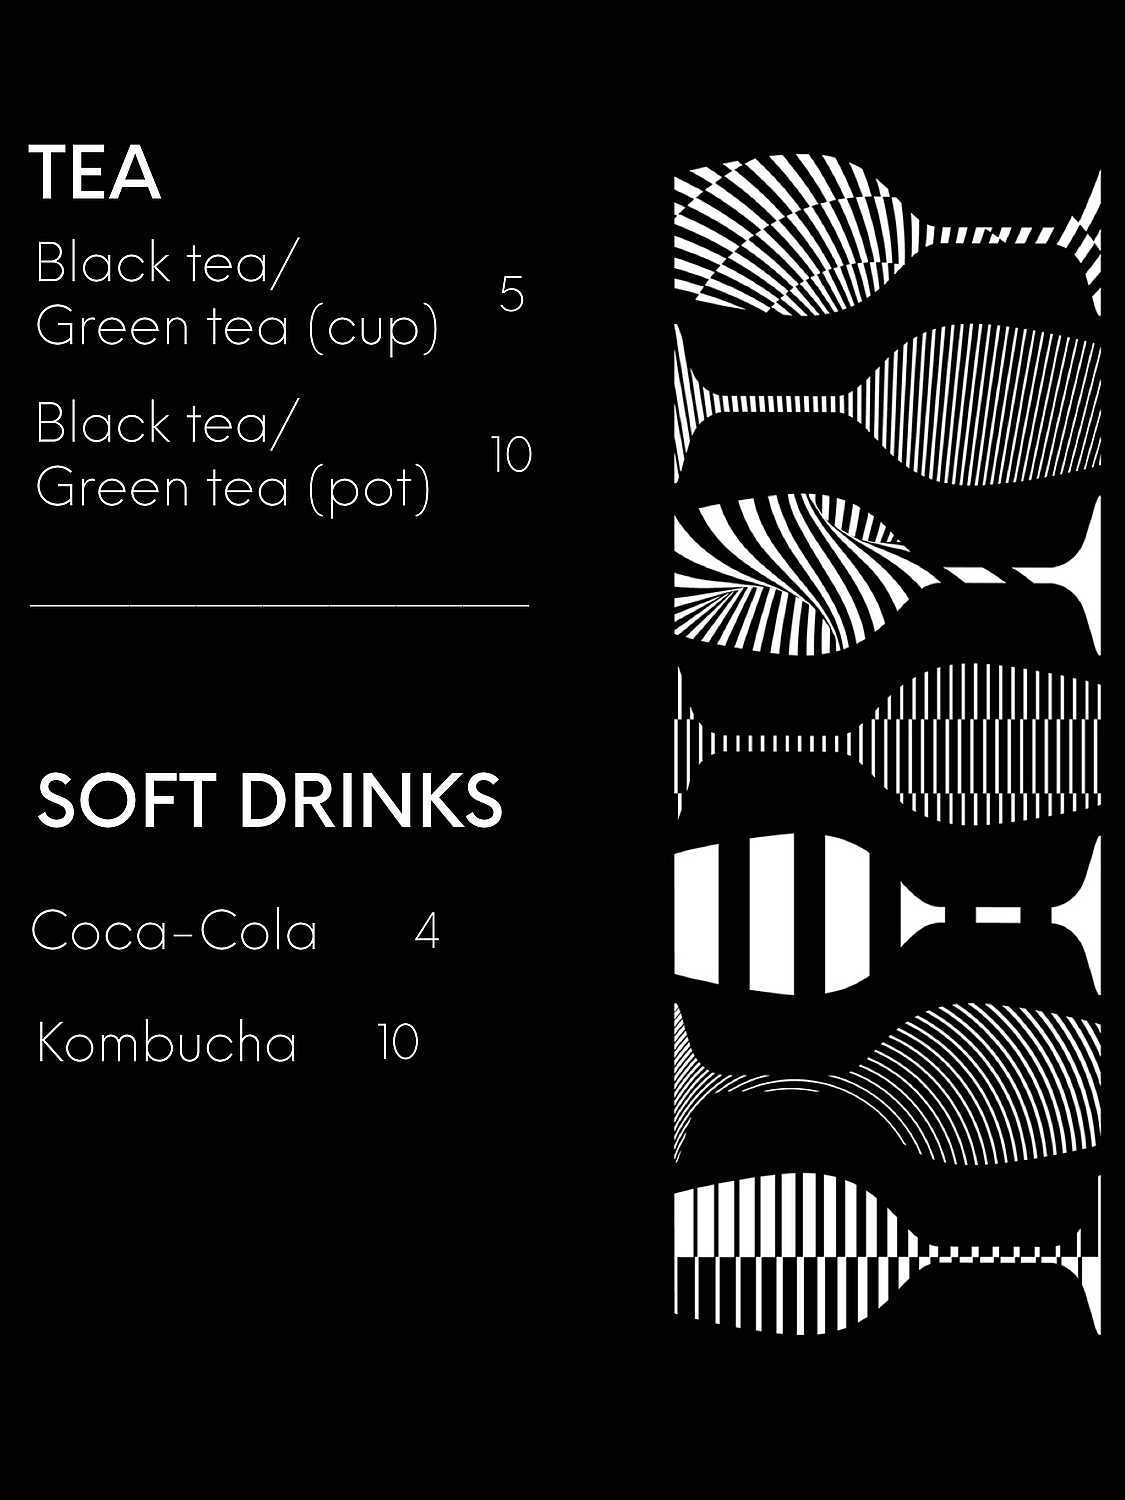 TEA
Black tea/
Green tea (cup) 5
Black tea/
Green tea (pot) 10
SOFT DRINKS
Coca-Cola 4
Kombucha 10